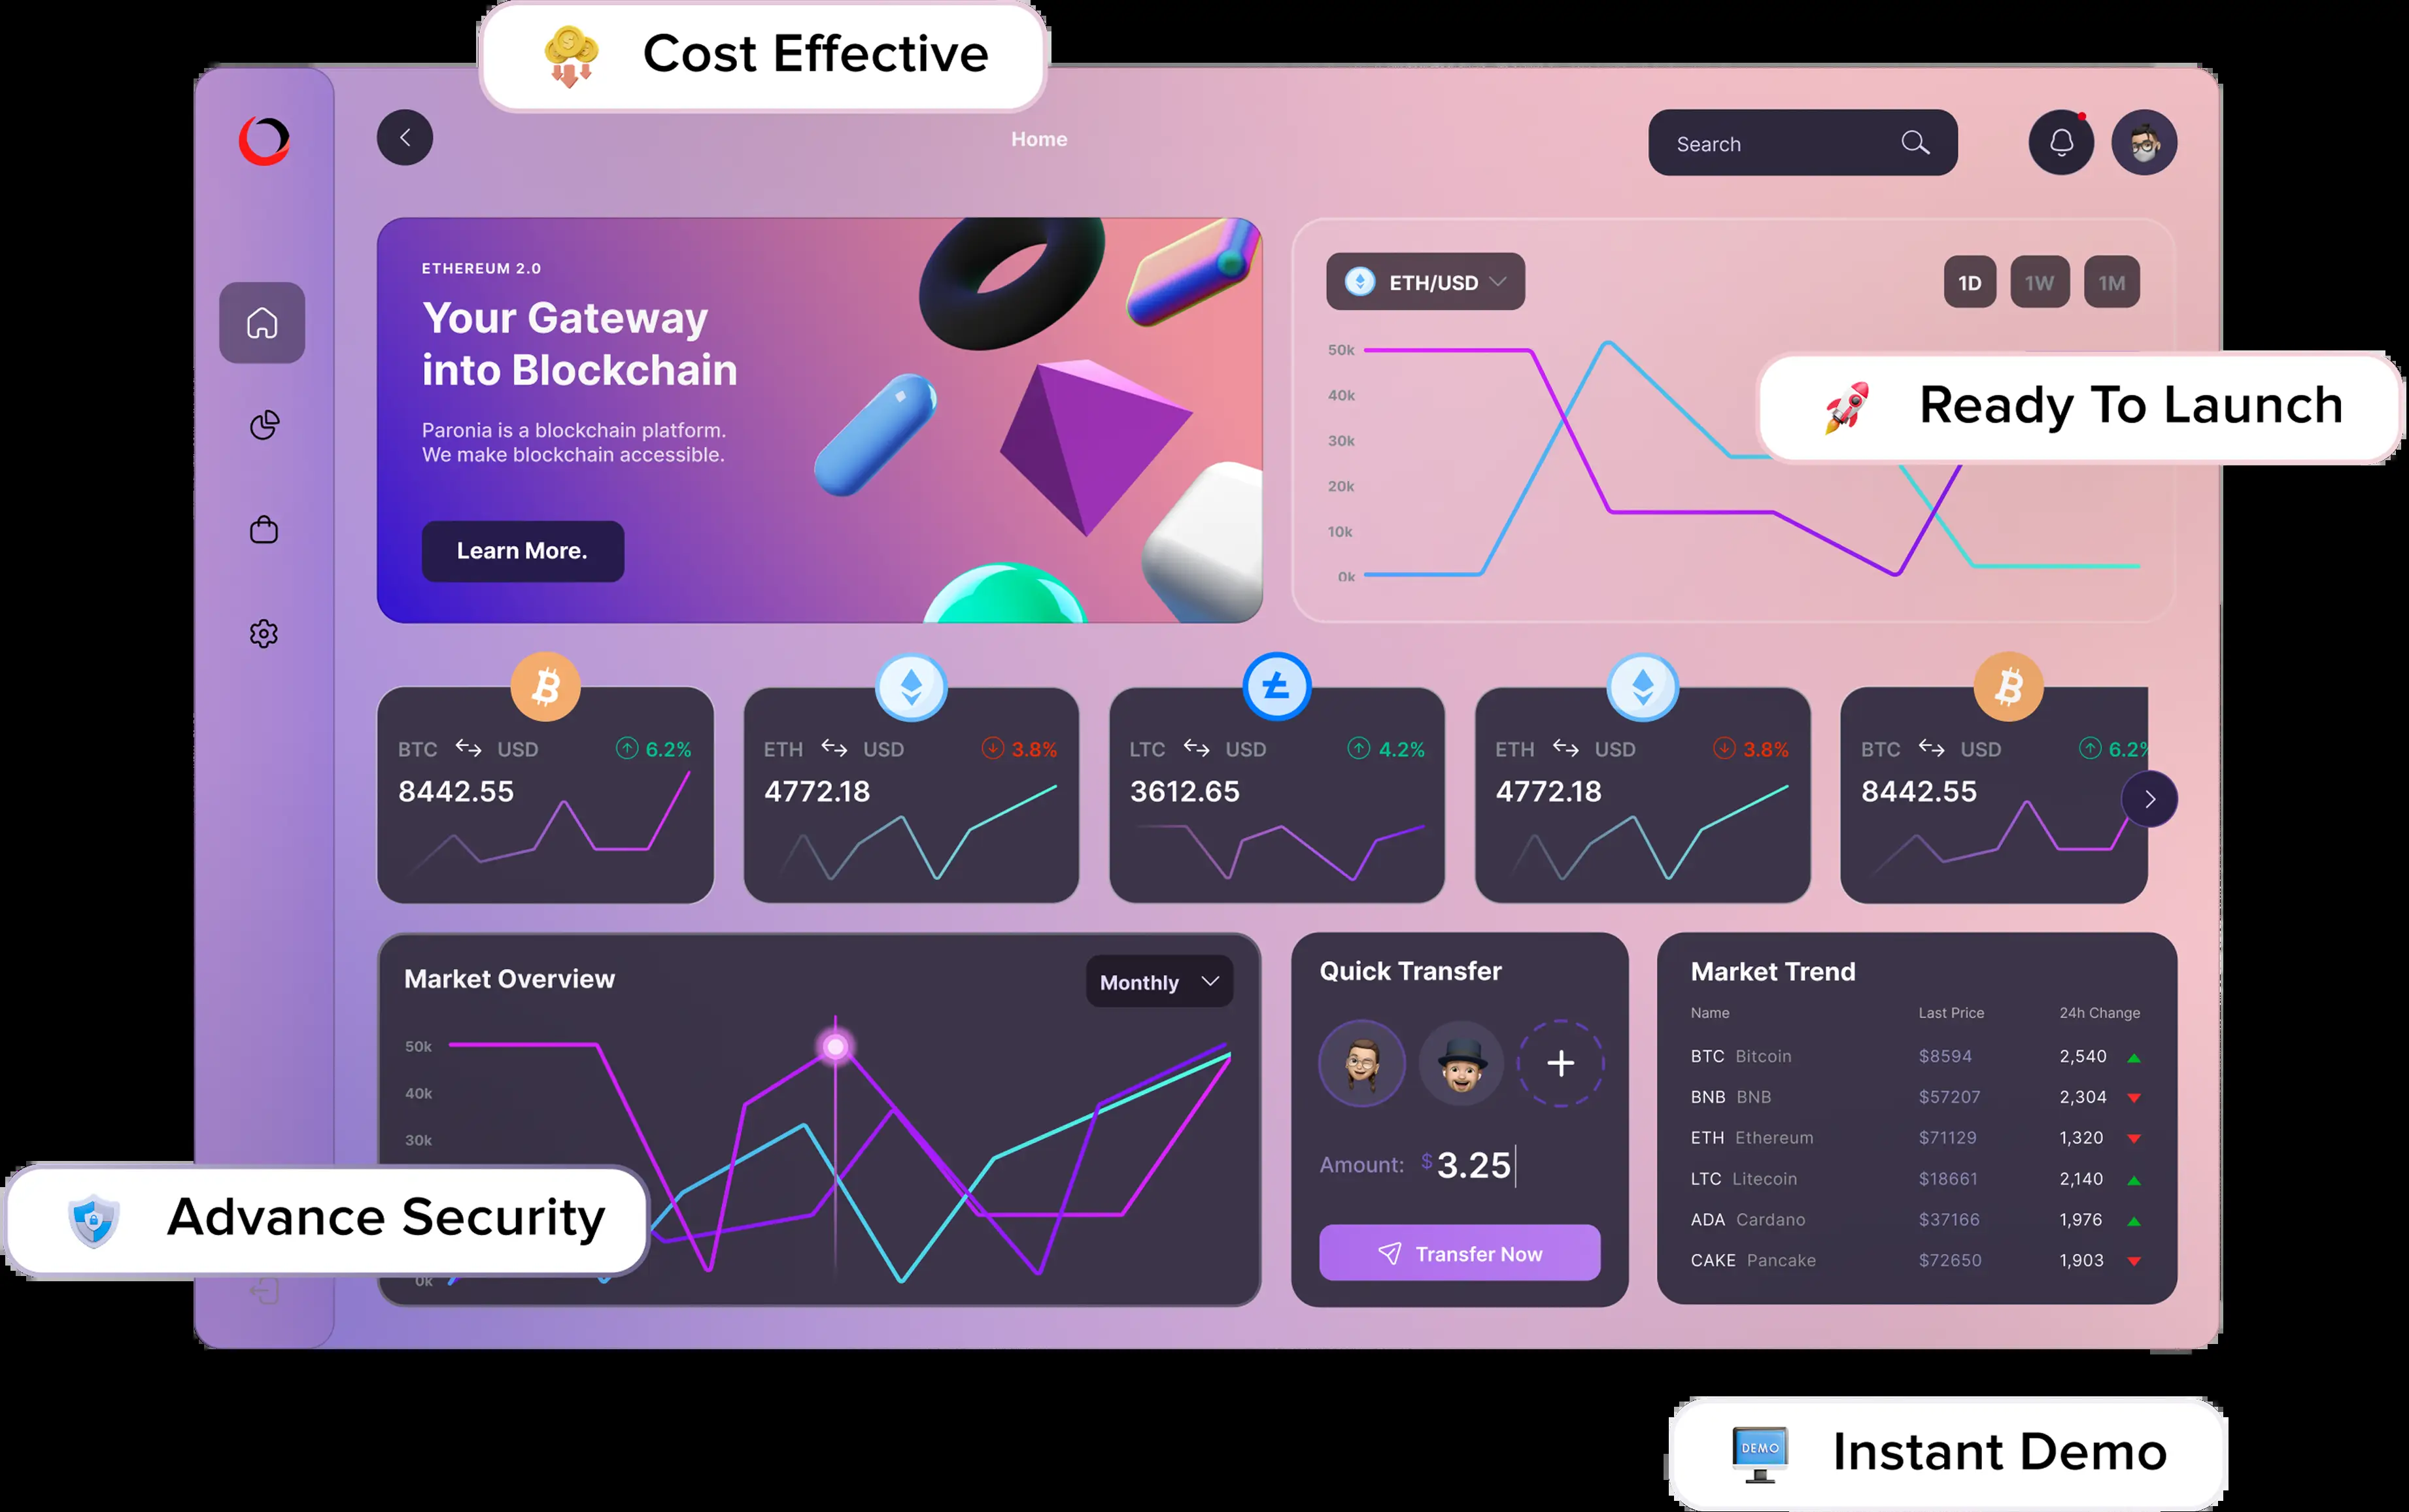 Cost Effective
Home
Search
ETHEREUM 2.0
Your Gateway
into Blockchain
Paronia is a blockchain platform.
We make blockchain accessible.
Learn More.
ETH/USD
1D 1W 1M
50k
40k
30k
20k
10k
0k
Ready To Launch
BTC USD 6.2%
8442.55
ETH USD 3.8%
4772.18
LTC USD 4.2%
3612.65
ETH USD 3.8%
4772.18
BTC USD 6.2%
8442.55
Market Overview
Monthly
50k
40k
30k
0k
Advance Security
Quick Transfer
Amount: $3.25
Transfer Now
Market Trend
Name Last Price 24h Change
BTC Bitcoin $8594 2,540
BNB BNB $57207 2,304
ETH Ethereum $71129 1,320
LTC Litecoin $18661 2,140
ADA Cardano $37166 1,976
CAKE Pancake $72650 1,903
DEMO
Instant Demo